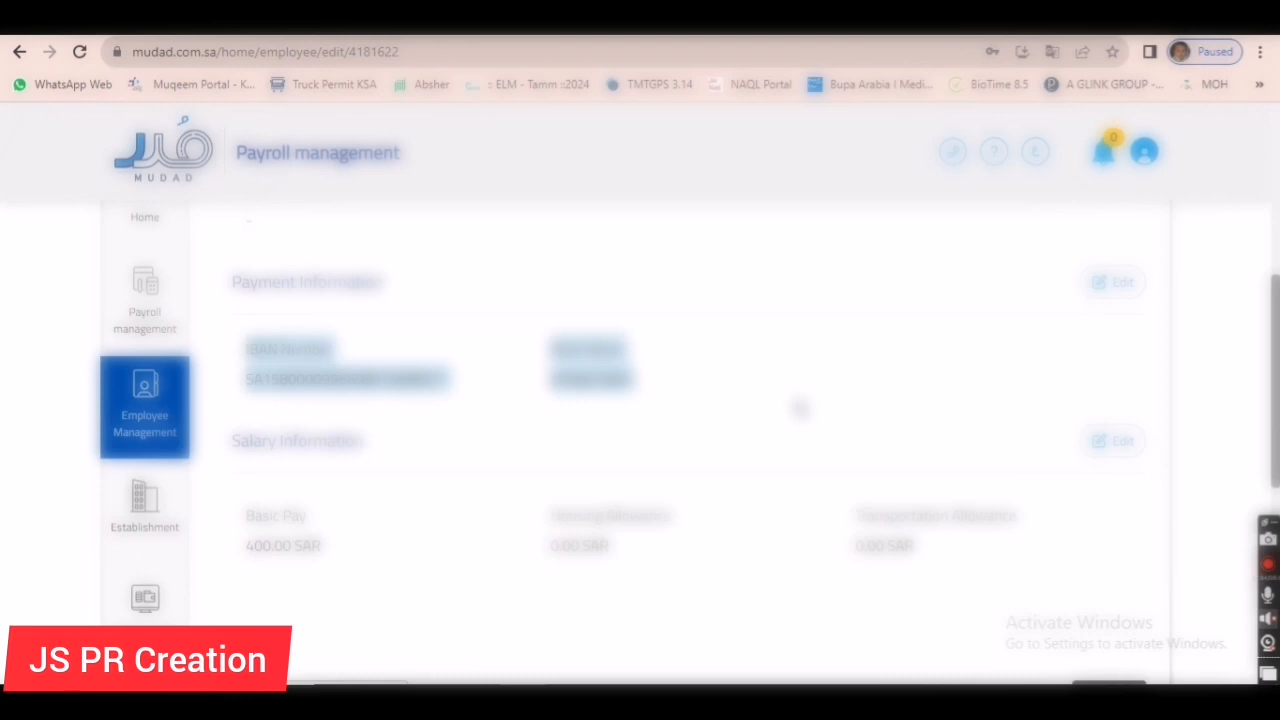 mudad.com.sa/home/employee/edit/4181622
Paused
WhatsApp Web
Muqeem Portal - K...
Truck Permit KSA
Absher
:: ELM - Tamm ::2024
TMTGPS 3.14
NAQL Portal
Bupa Arabia | Medi...
BioTime 8.5
A GLINK GROUP -...
MOH
»
مُدد
MUDAD
Payroll management
?
ع
0
Home
-
Payment Information
Edit
Payroll
management
IBAN Number
Employee
Management
Salary Information
Edit
Establishment
Basic Pay
Housing Allowance
Transportation Allowance
400.00 SAR
0.00 SAR
0.00 SAR
Activate Windows
Go to Settings to activate Windows.
JS PR Creation